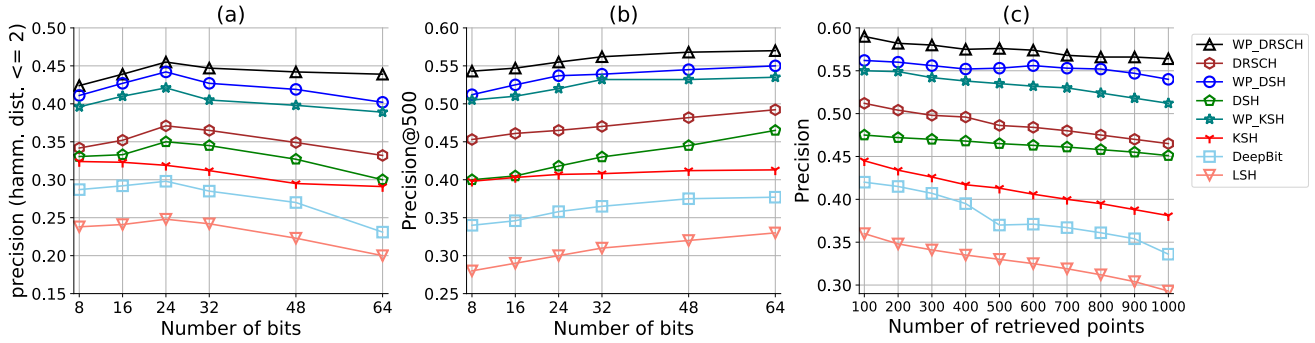 (a)
precision (hamm. dist. <= 2)
0.50
0.45
0.40
0.35
0.30
0.25
0.20
0.15
8 16 24 32 48 64
Number of bits
(b)
Precision@500
0.60
0.55
0.50
0.45
0.40
0.35
0.30
0.25
8 16 24 32 48 64
Number of bits
(c)
Precision
0.60
0.55
0.50
0.45
0.40
0.35
0.30
100 200 300 400 500 600 700 800 900 1000
Number of retrieved points
WP_DRSCH
DRSCH
WP_DSH
DSH
WP_KSH
KSH
DeepBit
LSH